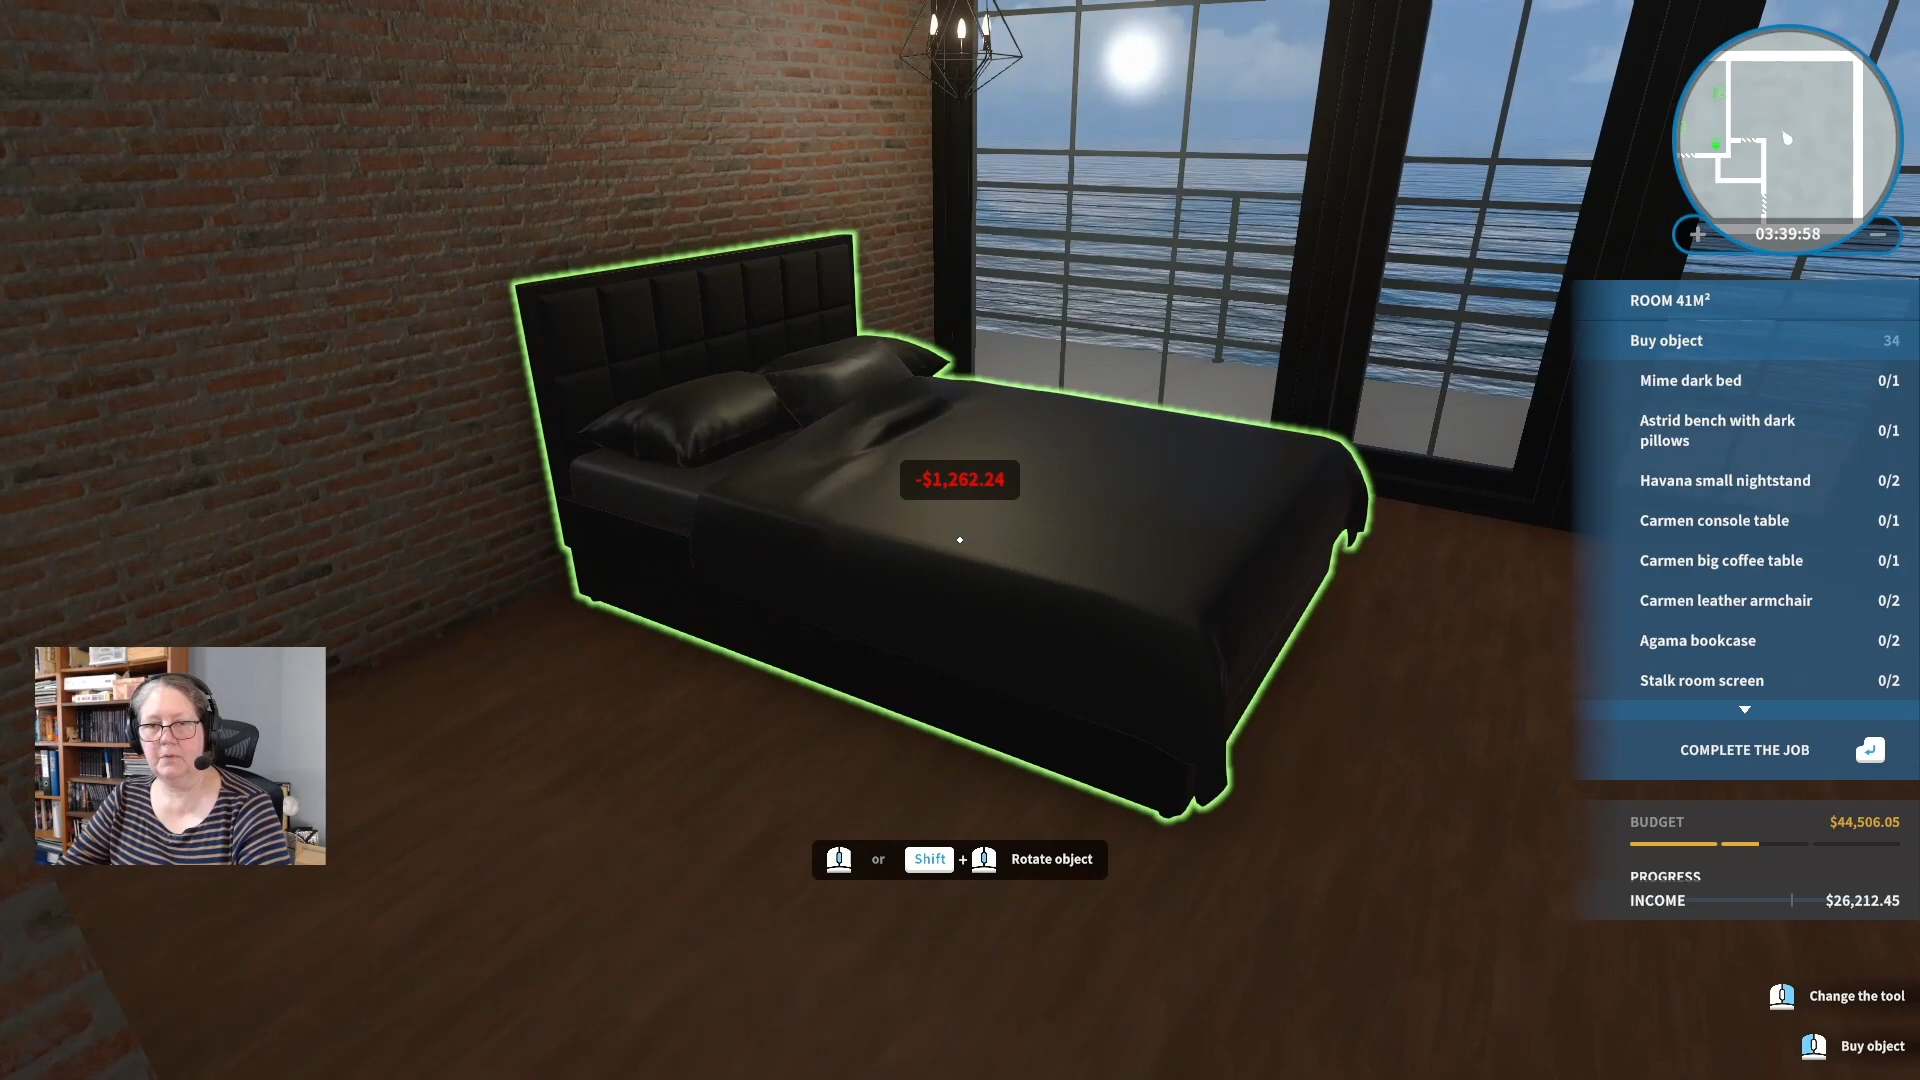 03:39:58
ROOM 41M²
Buy object 34
Mime dark bed 0/1
Astrid bench with dark
pillows 0/1
Havana small nightstand 0/2
Carmen console table 0/1
Carmen big coffee table 0/1
Carmen leather armchair 0/2
Agama bookcase 0/2
Stalk room screen 0/2
COMPLETE THE JOB
-$1,262.24
BUDGET $44,506.05
or Shift + Rotate object
PROGRESS
INCOME $26,212.45
Change the tool
Buy object